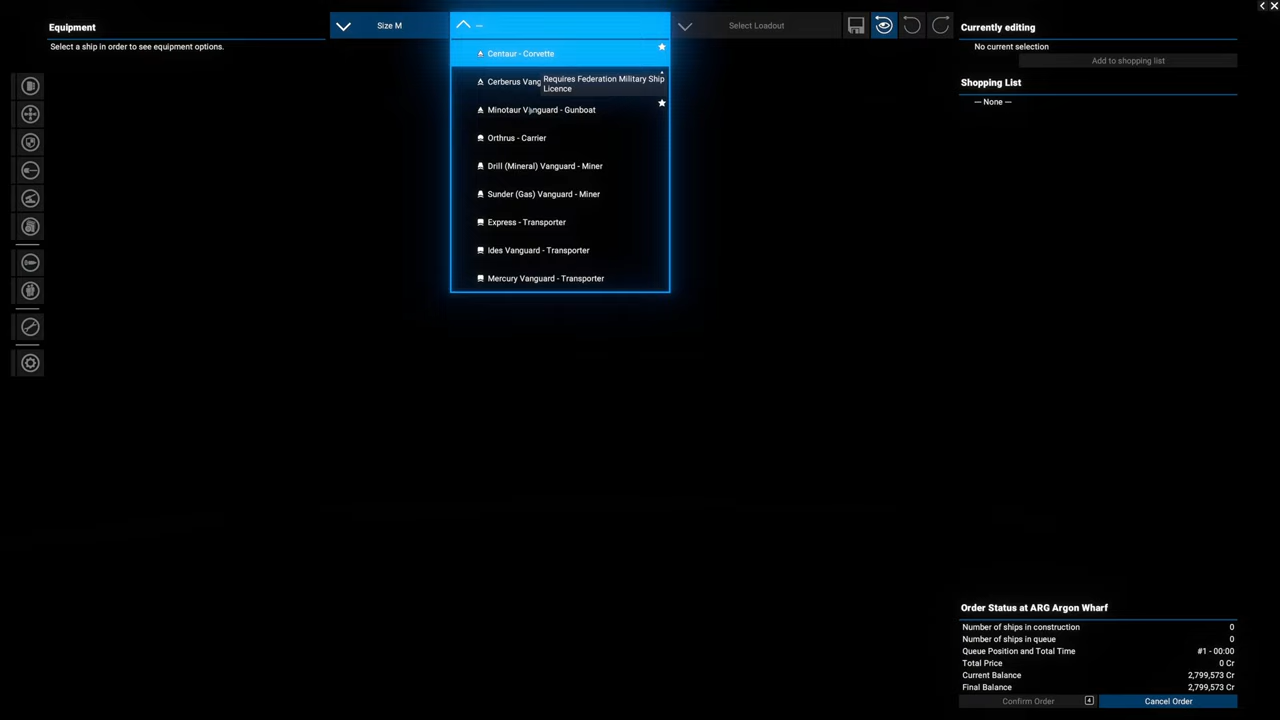 Equipment
Select a ship in order to see equipment options.
Size M
--
Select Loadout
Centaur - Corvette
Cerberus Vang
Requires Federation Military Ship
Licence
Minotaur Vanguard - Gunboat
Orthrus - Carrier
Drill (Mineral) Vanguard - Miner
Sunder (Gas) Vanguard - Miner
Express - Transporter
Ides Vanguard - Transporter
Mercury Vanguard - Transporter
Currently editing
No current selection
Add to shopping list
Shopping List
— None —
Order Status at ARG Argon Wharf
Number of ships in construction 0
Number of ships in queue 0
Queue Position and Total Time #1 - 00:00
Total Price 0 Cr
Current Balance 2,799,573 Cr
Final Balance 2,799,573 Cr
Confirm Order
Cancel Order